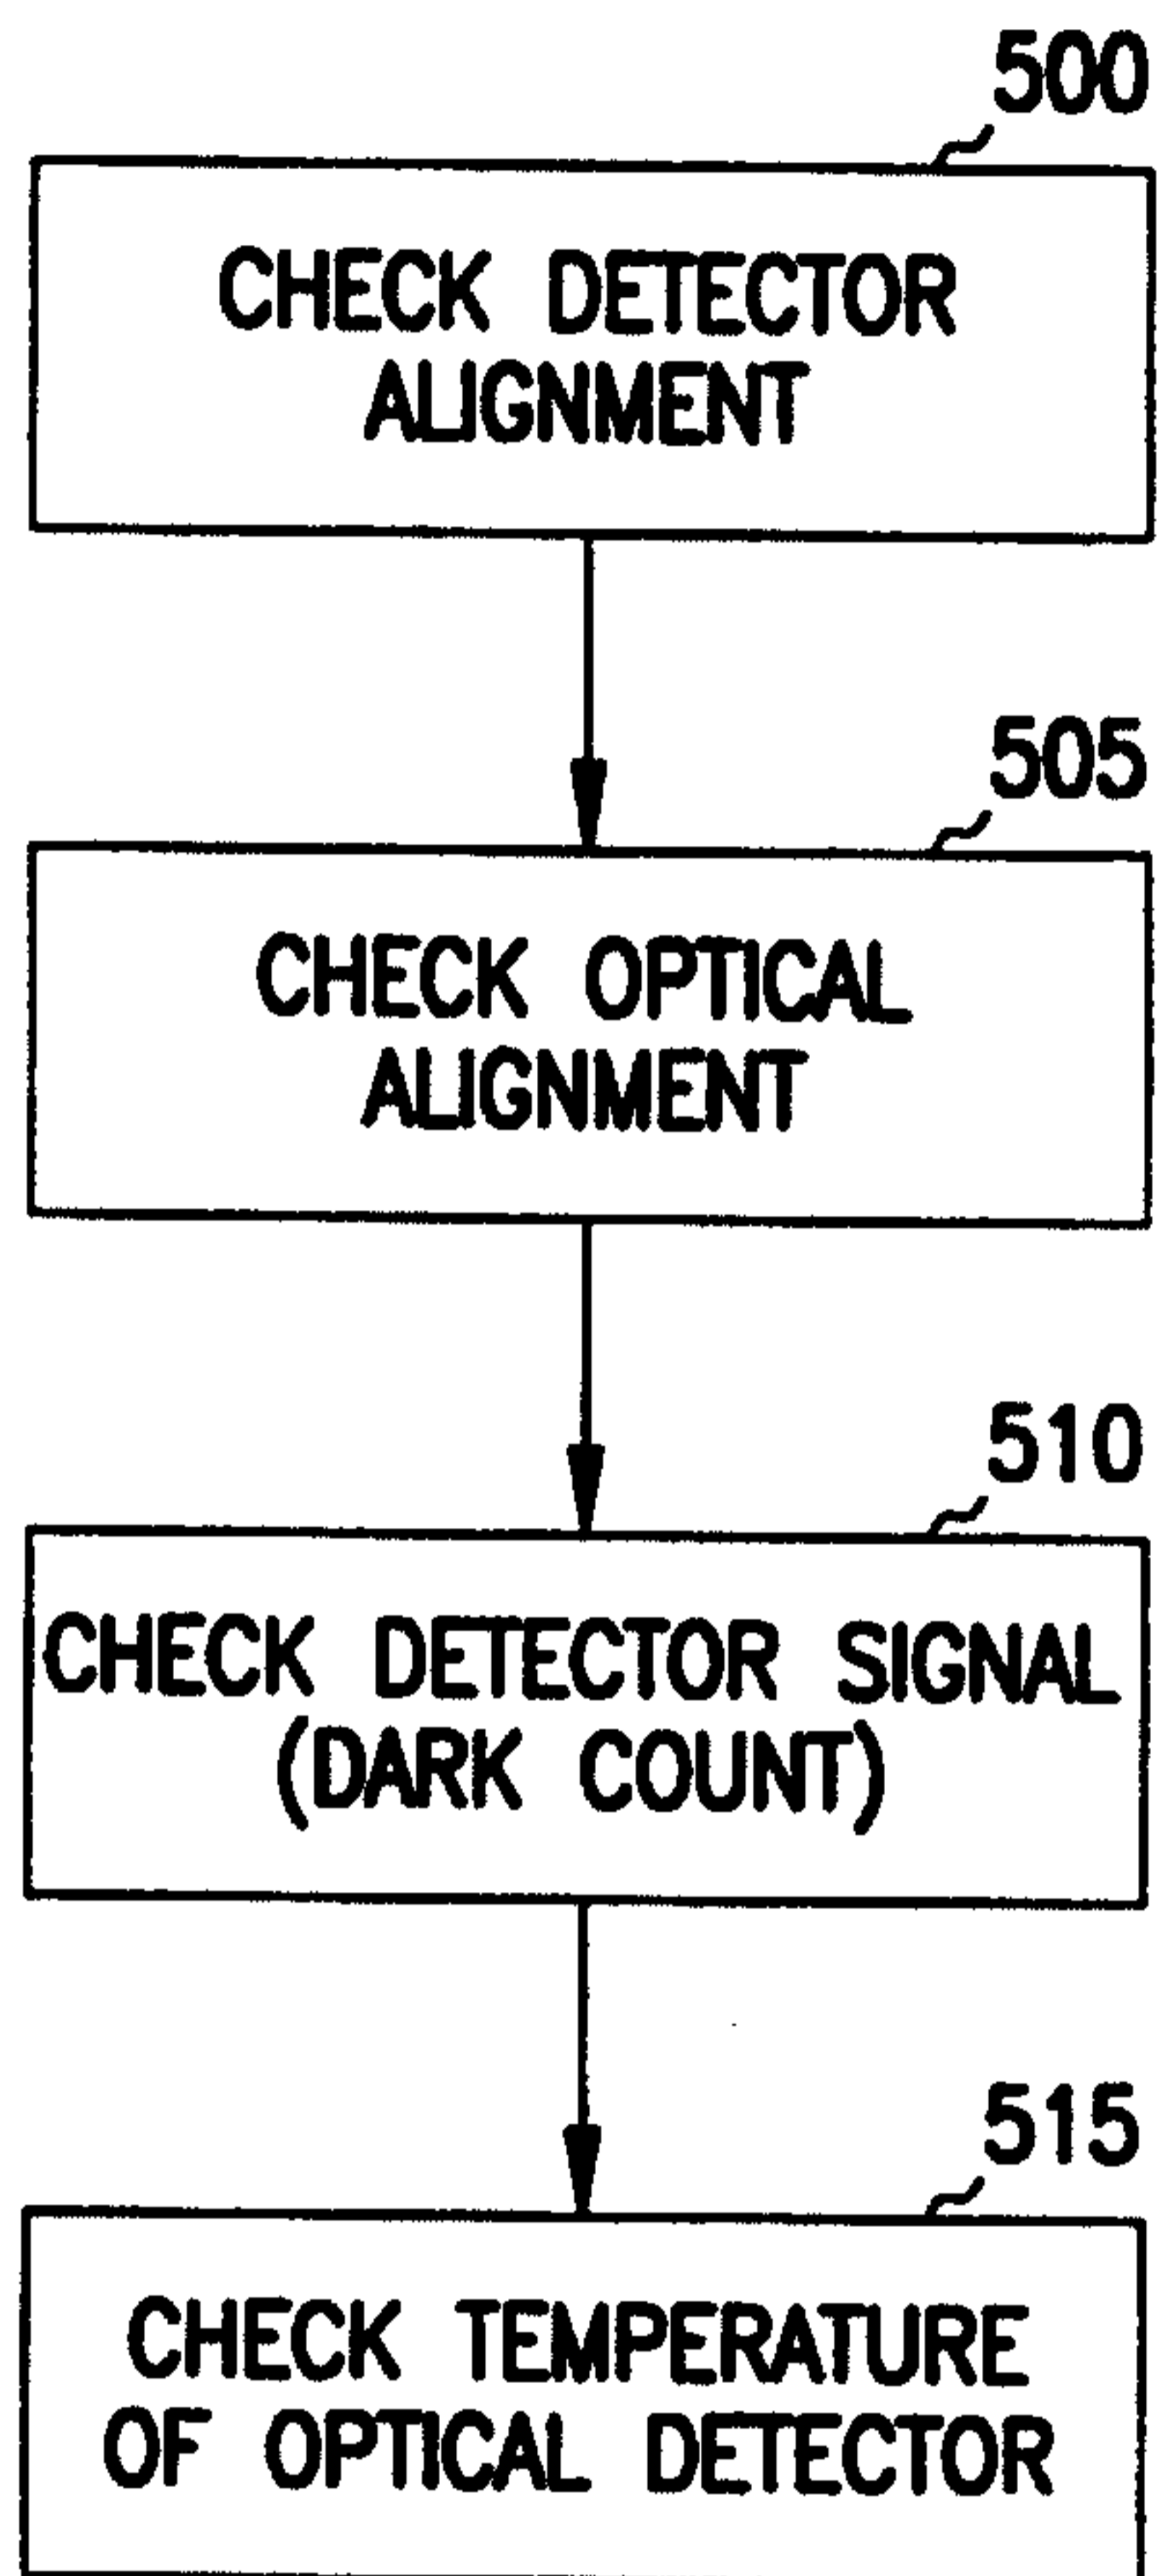 500
CHECK DETECTOR
ALIGNMENT
505
CHECK OPTICAL
ALIGNMENT
510
CHECK DETECTOR SIGNAL
(DARK COUNT)
515
CHECK TEMPERATURE
OF OPTICAL DETECTOR